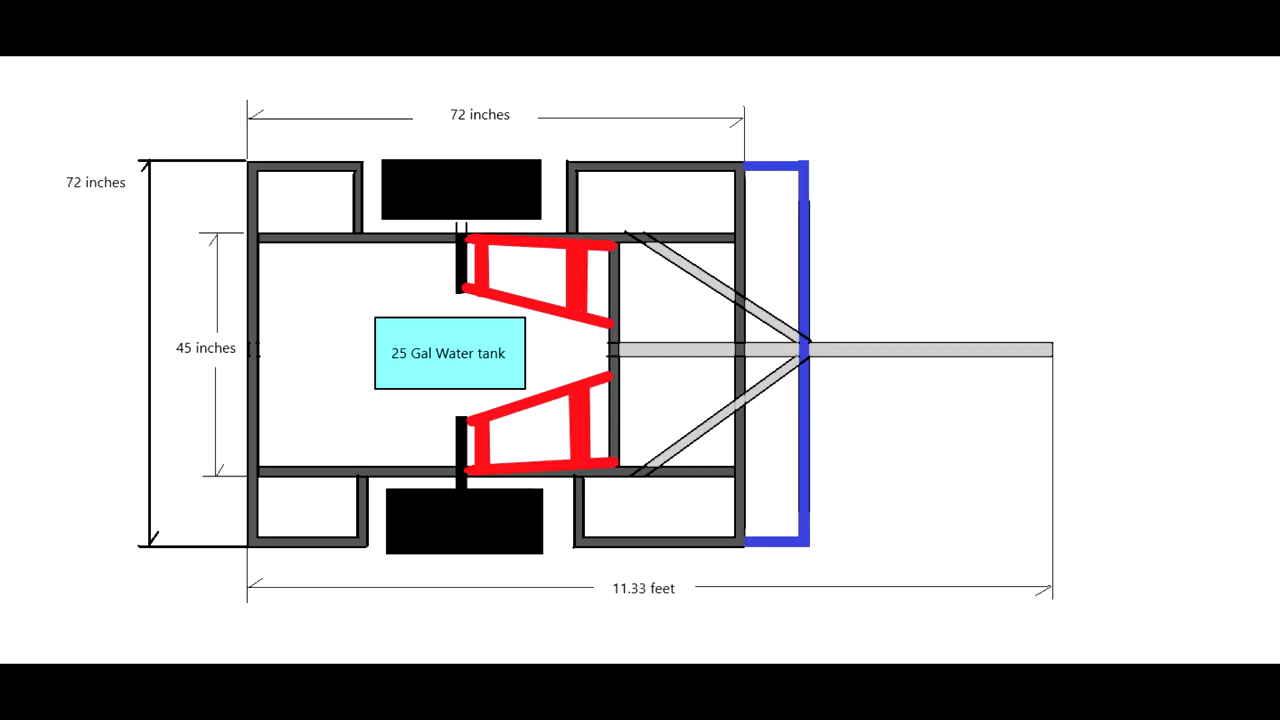 72 inches
72 inches
45 inches
25 Gal Water tank
11.33 feet